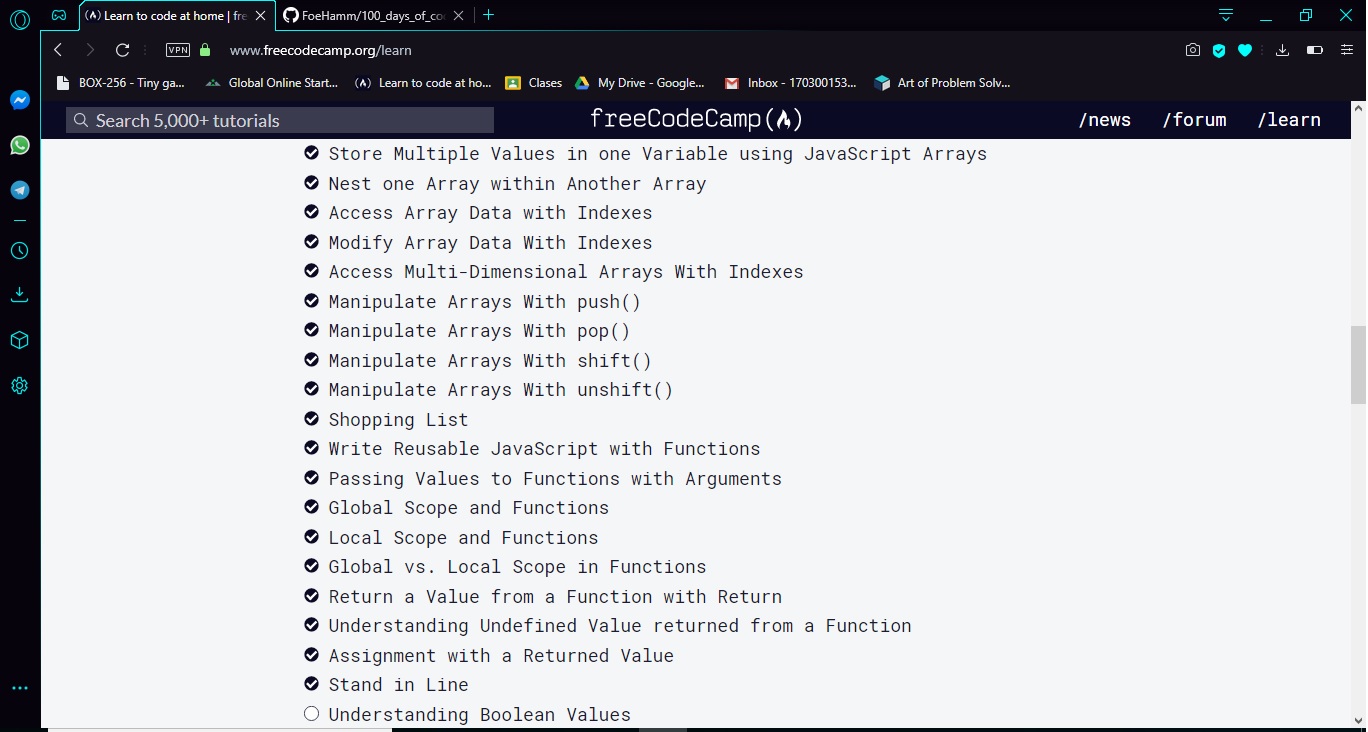 (A) Learn to code at home | fre
FoeHamm/100_days_of_co
VPN
www.freecodecamp.org/learn
BOX-256 - Tiny ga...
Global Online Start...
(A) Learn to code at ho...
Clases
My Drive - Google...
Inbox - 170300153...
Art of Problem Solv...
Search 5,000+ tutorials
freeCodeCamp
/news
/forum
/learn
Store Multiple Values in one Variable using JavaScript Arrays
Nest one Array within Another Array
Access Array Data with Indexes
Modify Array Data With Indexes
Access Multi-Dimensional Arrays With Indexes
Manipulate Arrays With push()
Manipulate Arrays With pop()
Manipulate Arrays With shift()
Manipulate Arrays With unshift()
Shopping List
Write Reusable JavaScript with Functions
Passing Values to Functions with Arguments
Global Scope and Functions
Local Scope and Functions
Global vs. Local Scope in Functions
Return a Value from a Function with Return
Understanding Undefined Value returned from a Function
Assignment with a Returned Value
Stand in Line
Understanding Boolean Values